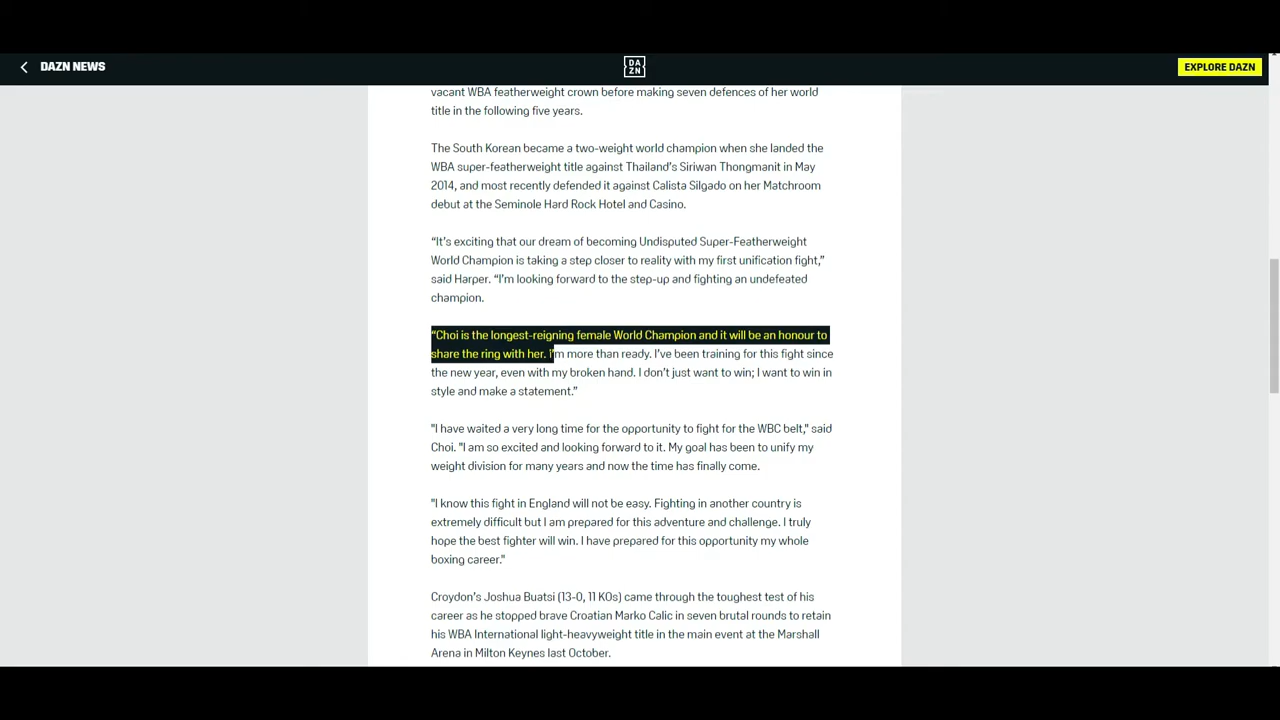 DAZN NEWS
DA
ZN
EXPLORE DAZN
vacant WBA featherweight crown before making seven defences of her world
title in the following five years.
The South Korean became a two-weight world champion when she landed the
WBA super-featherweight title against Thailand's Siriwan Thongmanit in May
2014, and most recently defended it against Calista Silgado on her Matchroom
debut at the Seminole Hard Rock Hotel and Casino.
“It's exciting that our dream of becoming Undisputed Super-Featherweight
World Champion is taking a step closer to reality with my first unification fight,”
said Harper. “I'm looking forward to the step-up and fighting an undefeated
champion.
“Choi is the longest-reigning female World Champion and it will be an honour to
share the ring with her. I'm more than ready. I've been training for this fight since
the new year, even with my broken hand. I don't just want to win; I want to win in
style and make a statement.”
"I have waited a very long time for the opportunity to fight for the WBC belt," said
Choi. "I am so excited and looking forward to it. My goal has been to unify my
weight division for many years and now the time has finally come.
"I know this fight in England will not be easy. Fighting in another country is
extremely difficult but I am prepared for this adventure and challenge. I truly
hope the best fighter will win. I have prepared for this opportunity my whole
boxing career."
Croydon's Joshua Buatsi (13-0, 11 KOs) came through the toughest test of his
career as he stopped brave Croatian Marko Calic in seven brutal rounds to retain
his WBA International light-heavyweight title in the main event at the Marshall
Arena in Milton Keynes last October.